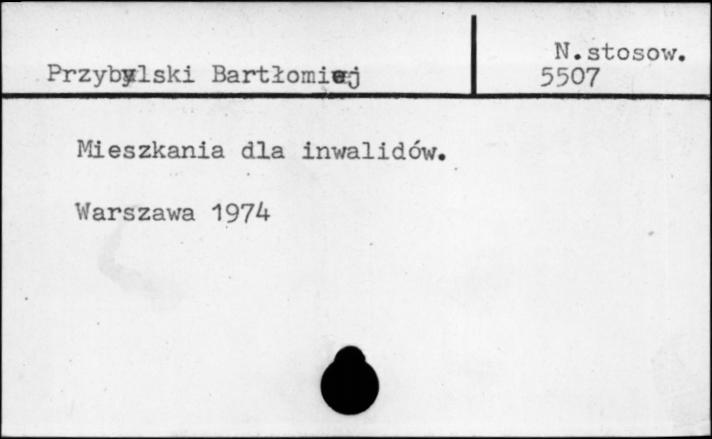 Przybylski Bartłomiej
N.stosow.
5507
Mieszkania dla inwalidów.
Warszawa 1974